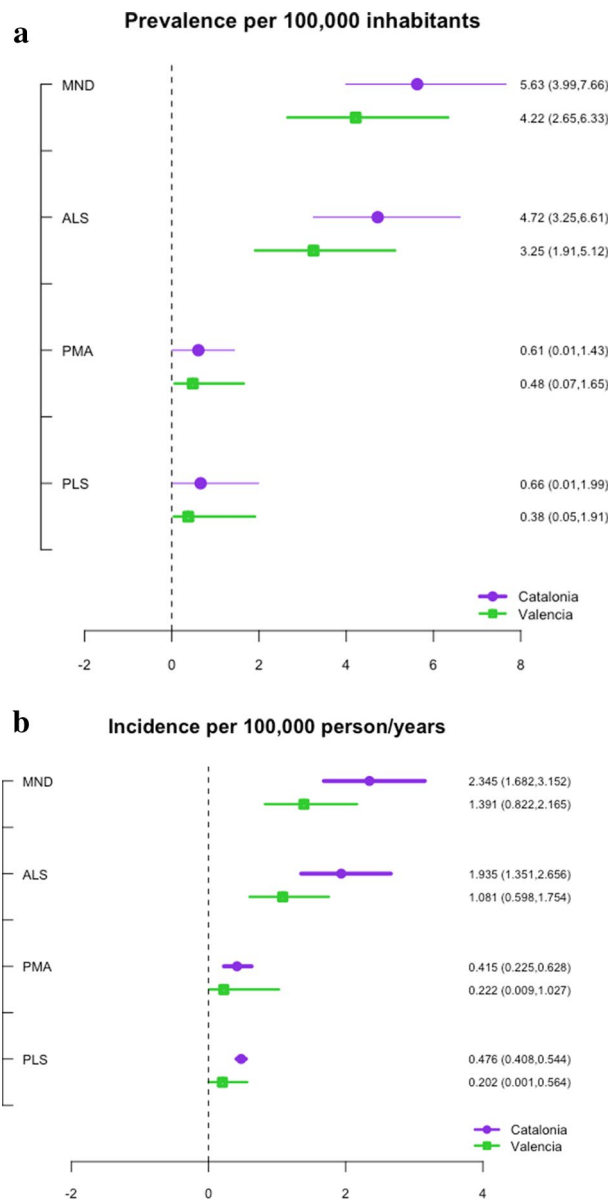 a
Prevalence per 100,000 inhabitants
MND
5.63 (3.99,7.66)
4.22 (2.65,6.33)
ALS
4.72 (3.25,6.61)
3.25 (1.91,5.12)
PMA
0.61 (0.01,1.43)
0.48 (0.07,1.65)
PLS
0.66 (0.01,1.99)
0.38 (0.05,1.91)
Catalonia
Valencia
-2 0 2 4 6 8
b
Incidence per 100,000 person/years
MND
2.345 (1.682,3.152)
1.391 (0.822,2.165)
ALS
1.935 (1.351,2.656)
1.081 (0.598,1.754)
PMA
0.415 (0.225,0.628)
0.222 (0.009,1.027)
PLS
0.476 (0.408,0.544)
0.202 (0.001,0.564)
Catalonia
Valencia
-2 0 2 4